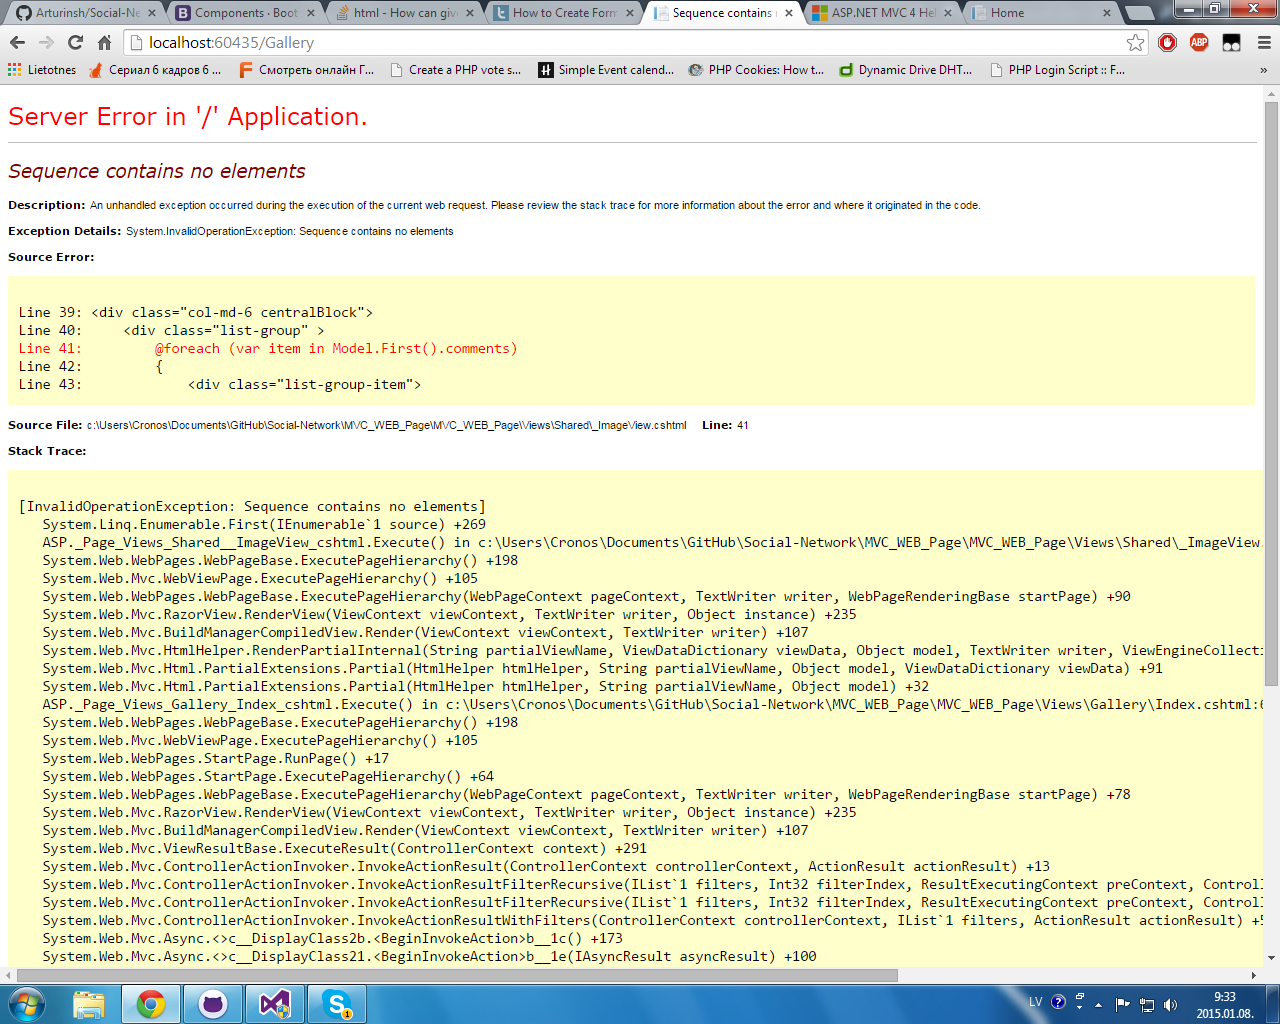 Arturinsh/Social-Ne
Components · Boot
html - How can give
How to Create Form
Sequence contains
ASP.NET MVC 4 Hel
Home
localhost:60435/Gallery
Lietotnes
Сериал 6 кадров 6 ...
Смотреть онлайн Г...
Create a PHP vote s...
Simple Event calend...
PHP Cookies: How t...
Dynamic Drive DHT...
PHP Login Script :: F...
»
Server Error in '/' Application.
Sequence contains no elements
Description: An unhandled exception occurred during the execution of the current web request. Please review the stack trace for more information about the error and where it originated in the code.
Exception Details: System.InvalidOperationException: Sequence contains no elements
Source Error:
Line 39: <div class="col-md-6 centralBlock">
Line 40:     <div class="list-group" >
Line 41:         @foreach (var item in Model.First().comments)
Line 42:         {
Line 43:             <div class="list-group-item">
Source File: c:\Users\Cronos\Documents\GitHub\Social-Network\MVC_WEB_Page\MVC_WEB_Page\Views\Shared\_ImageView.cshtml    Line: 41
Stack Trace:
[InvalidOperationException: Sequence contains no elements]
System.Linq.Enumerable.First(IEnumerable`1 source) +269
ASP._Page_Views_Shared__ImageView_cshtml.Execute() in c:\Users\Cronos\Documents\GitHub\Social-Network\MVC_WEB_Page\MVC_WEB_Page\Views\Shared\_ImageView.
System.Web.WebPages.WebPageBase.ExecutePageHierarchy() +198
System.Web.Mvc.WebViewPage.ExecutePageHierarchy() +105
System.Web.WebPages.WebPageBase.ExecutePageHierarchy(WebPageContext pageContext, TextWriter writer, WebPageRenderingBase startPage) +90
System.Web.Mvc.RazorView.RenderView(ViewContext viewContext, TextWriter writer, Object instance) +235
System.Web.Mvc.BuildManagerCompiledView.Render(ViewContext viewContext, TextWriter writer) +107
System.Web.Mvc.HtmlHelper.RenderPartialInternal(String partialViewName, ViewDataDictionary viewData, Object model, TextWriter writer, ViewEngineCollecti
System.Web.Mvc.Html.PartialExtensions.Partial(HtmlHelper htmlHelper, String partialViewName, Object model, ViewDataDictionary viewData) +91
System.Web.Mvc.Html.PartialExtensions.Partial(HtmlHelper htmlHelper, String partialViewName, Object model) +32
ASP._Page_Views_Gallery_Index_cshtml.Execute() in c:\Users\Cronos\Documents\GitHub\Social-Network\MVC_WEB_Page\MVC_WEB_Page\Views\Gallery\Index.cshtml:6
System.Web.WebPages.WebPageBase.ExecutePageHierarchy() +198
System.Web.Mvc.WebViewPage.ExecutePageHierarchy() +105
System.Web.WebPages.StartPage.RunPage() +17
System.Web.WebPages.StartPage.ExecutePageHierarchy() +64
System.Web.WebPages.WebPageBase.ExecutePageHierarchy(WebPageContext pageContext, TextWriter writer, WebPageRenderingBase startPage) +78
System.Web.Mvc.RazorView.RenderView(ViewContext viewContext, TextWriter writer, Object instance) +235
System.Web.Mvc.BuildManagerCompiledView.Render(ViewContext viewContext, TextWriter writer) +107
System.Web.Mvc.ViewResultBase.ExecuteResult(ControllerContext context) +291
System.Web.Mvc.ControllerActionInvoker.InvokeActionResult(ControllerContext controllerContext, ActionResult actionResult) +13
System.Web.Mvc.ControllerActionInvoker.InvokeActionResultFilterRecursive(IList`1 filters, Int32 filterIndex, ResultExecutingContext preContext, Controll
System.Web.Mvc.ControllerActionInvoker.InvokeActionResultFilterRecursive(IList`1 filters, Int32 filterIndex, ResultExecutingContext preContext, Controll
System.Web.Mvc.ControllerActionInvoker.InvokeActionResultWithFilters(ControllerContext controllerContext, IList`1 filters, ActionResult actionResult) +5
System.Web.Mvc.Async.<>c__DisplayClass2b.<BeginInvokeAction>b__1c() +173
System.Web.Mvc.Async.<>c__DisplayClass21.<BeginInvokeAction>b__1e(IAsyncResult asyncResult) +100
LV
9:33
2015.01.08.